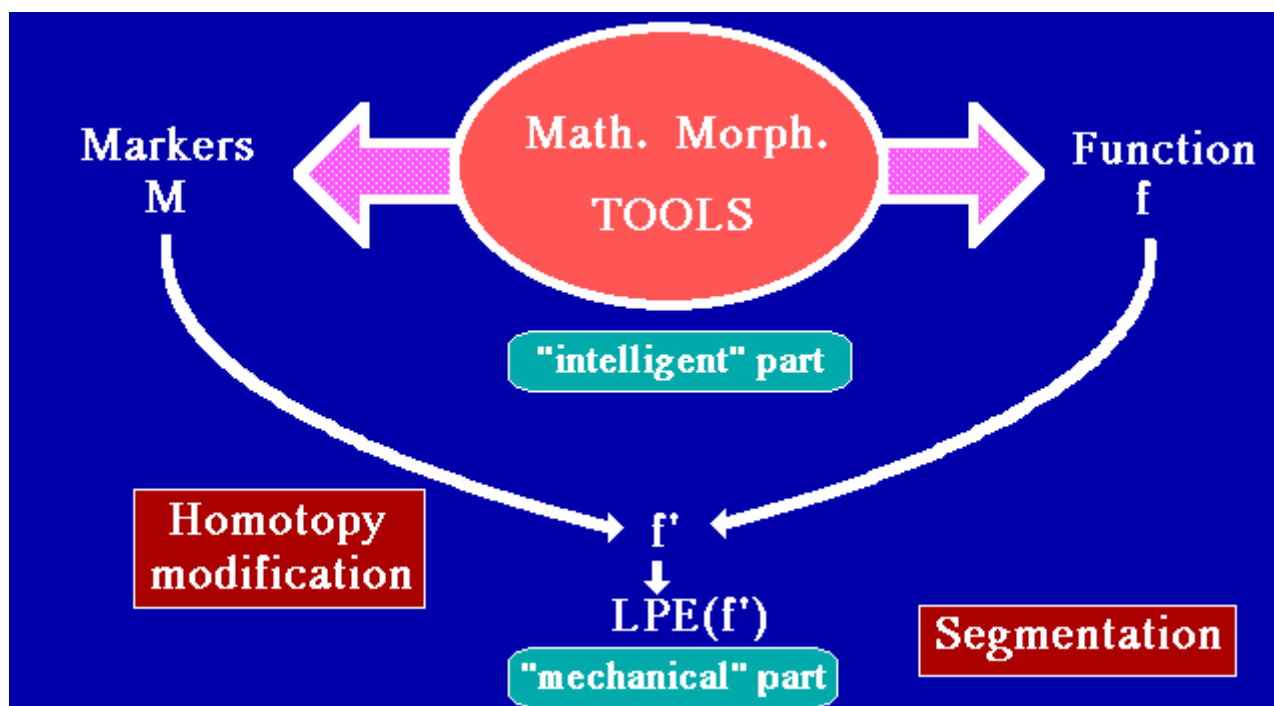 Math. Morph.
TOOLS
Markers
M
Function
f
"intelligent" part
Homotopy
modification
f'
LPE(f')
"mechanical" part
Segmentation